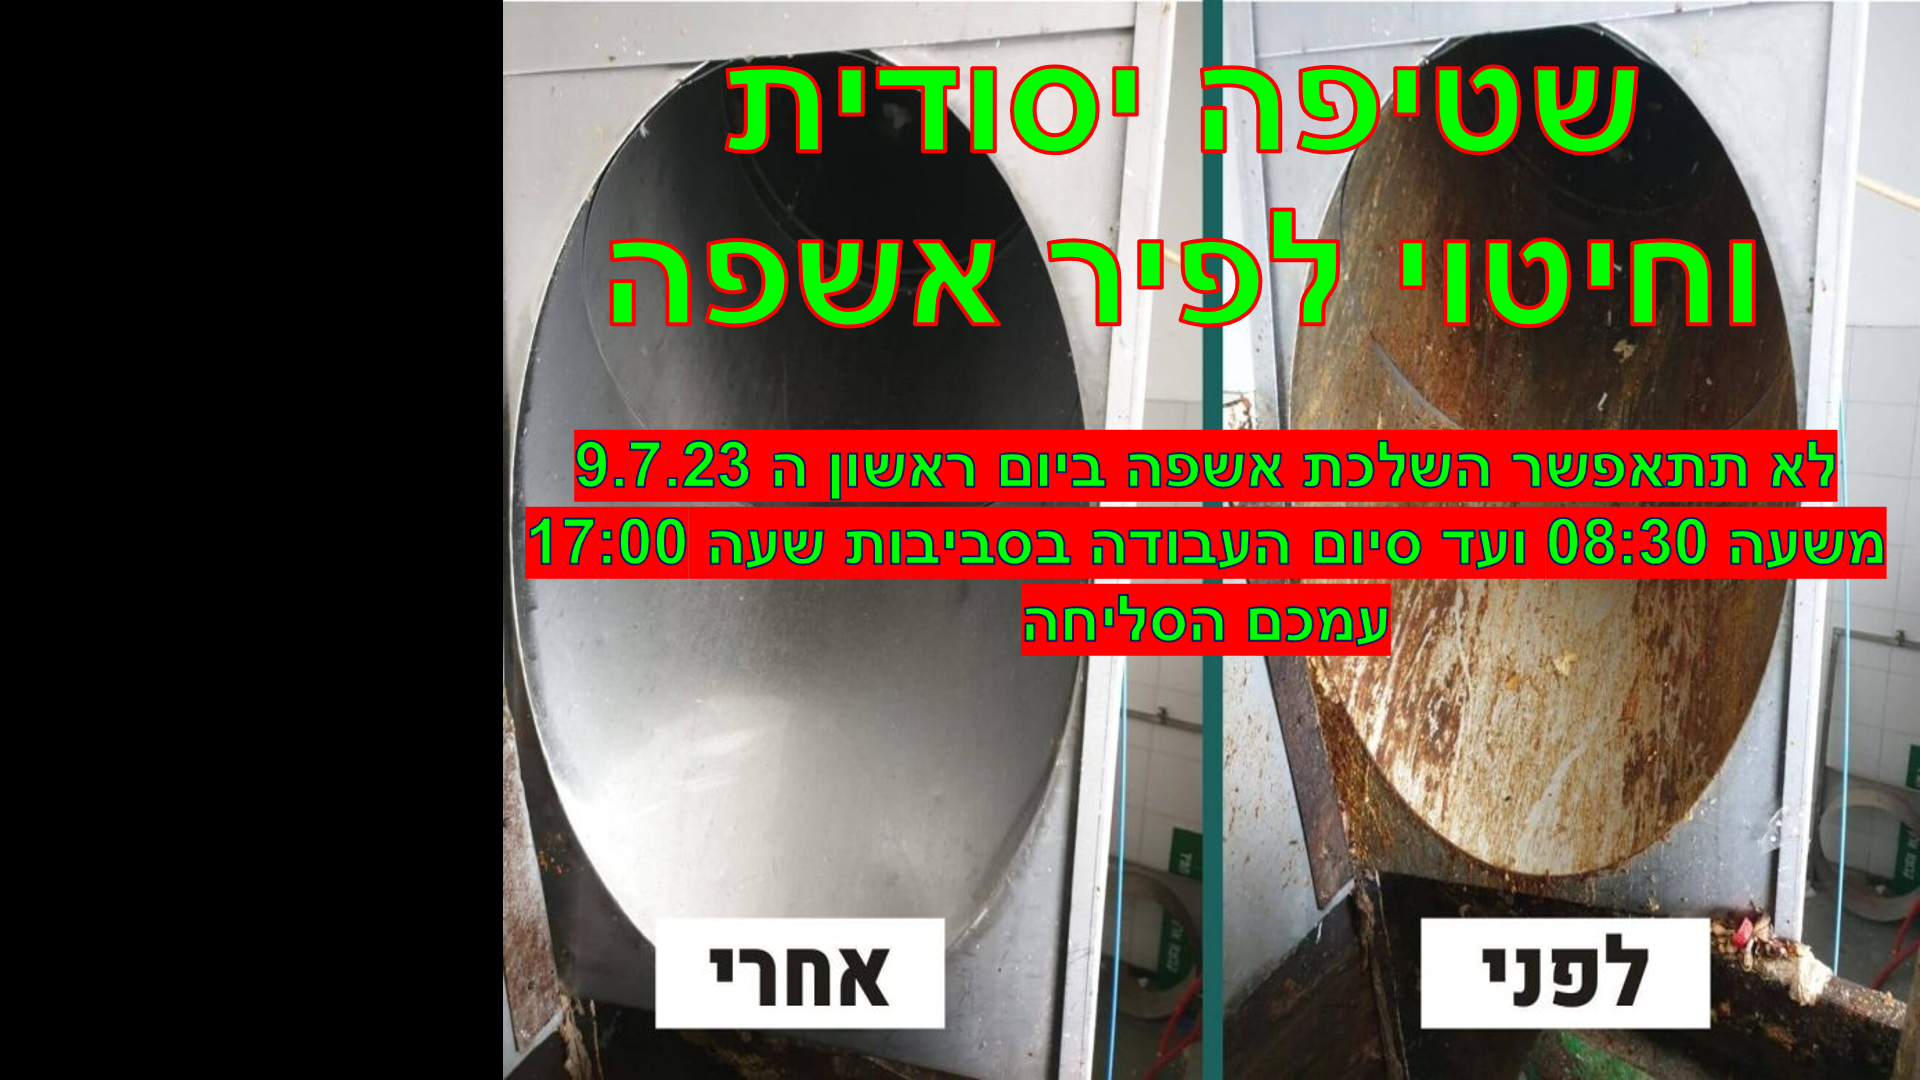 שטיפה יסודית
וחיטוי לפיר אשפה
לא תתאפשר השלכת אשפה ביום ראשון ה 9.7.23
משעה 08:30 ועד סיום העבודה בסביבות שעה 17:00
עמכם הסליחה
לפני
אחרי